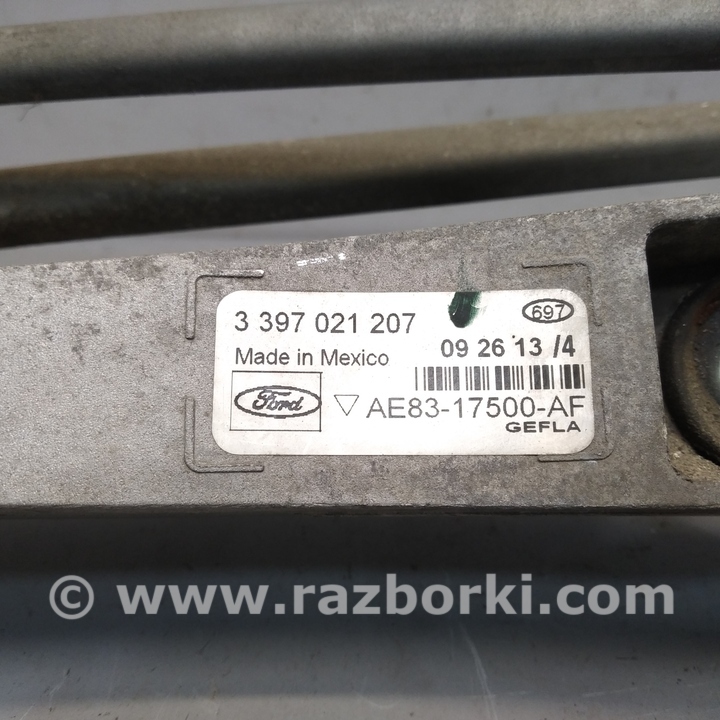 3 397 021 207
697
Made in Mexico
09 26 13 /4
Ford
AE83-17500-AF
GEFLA
© www.razborki.com